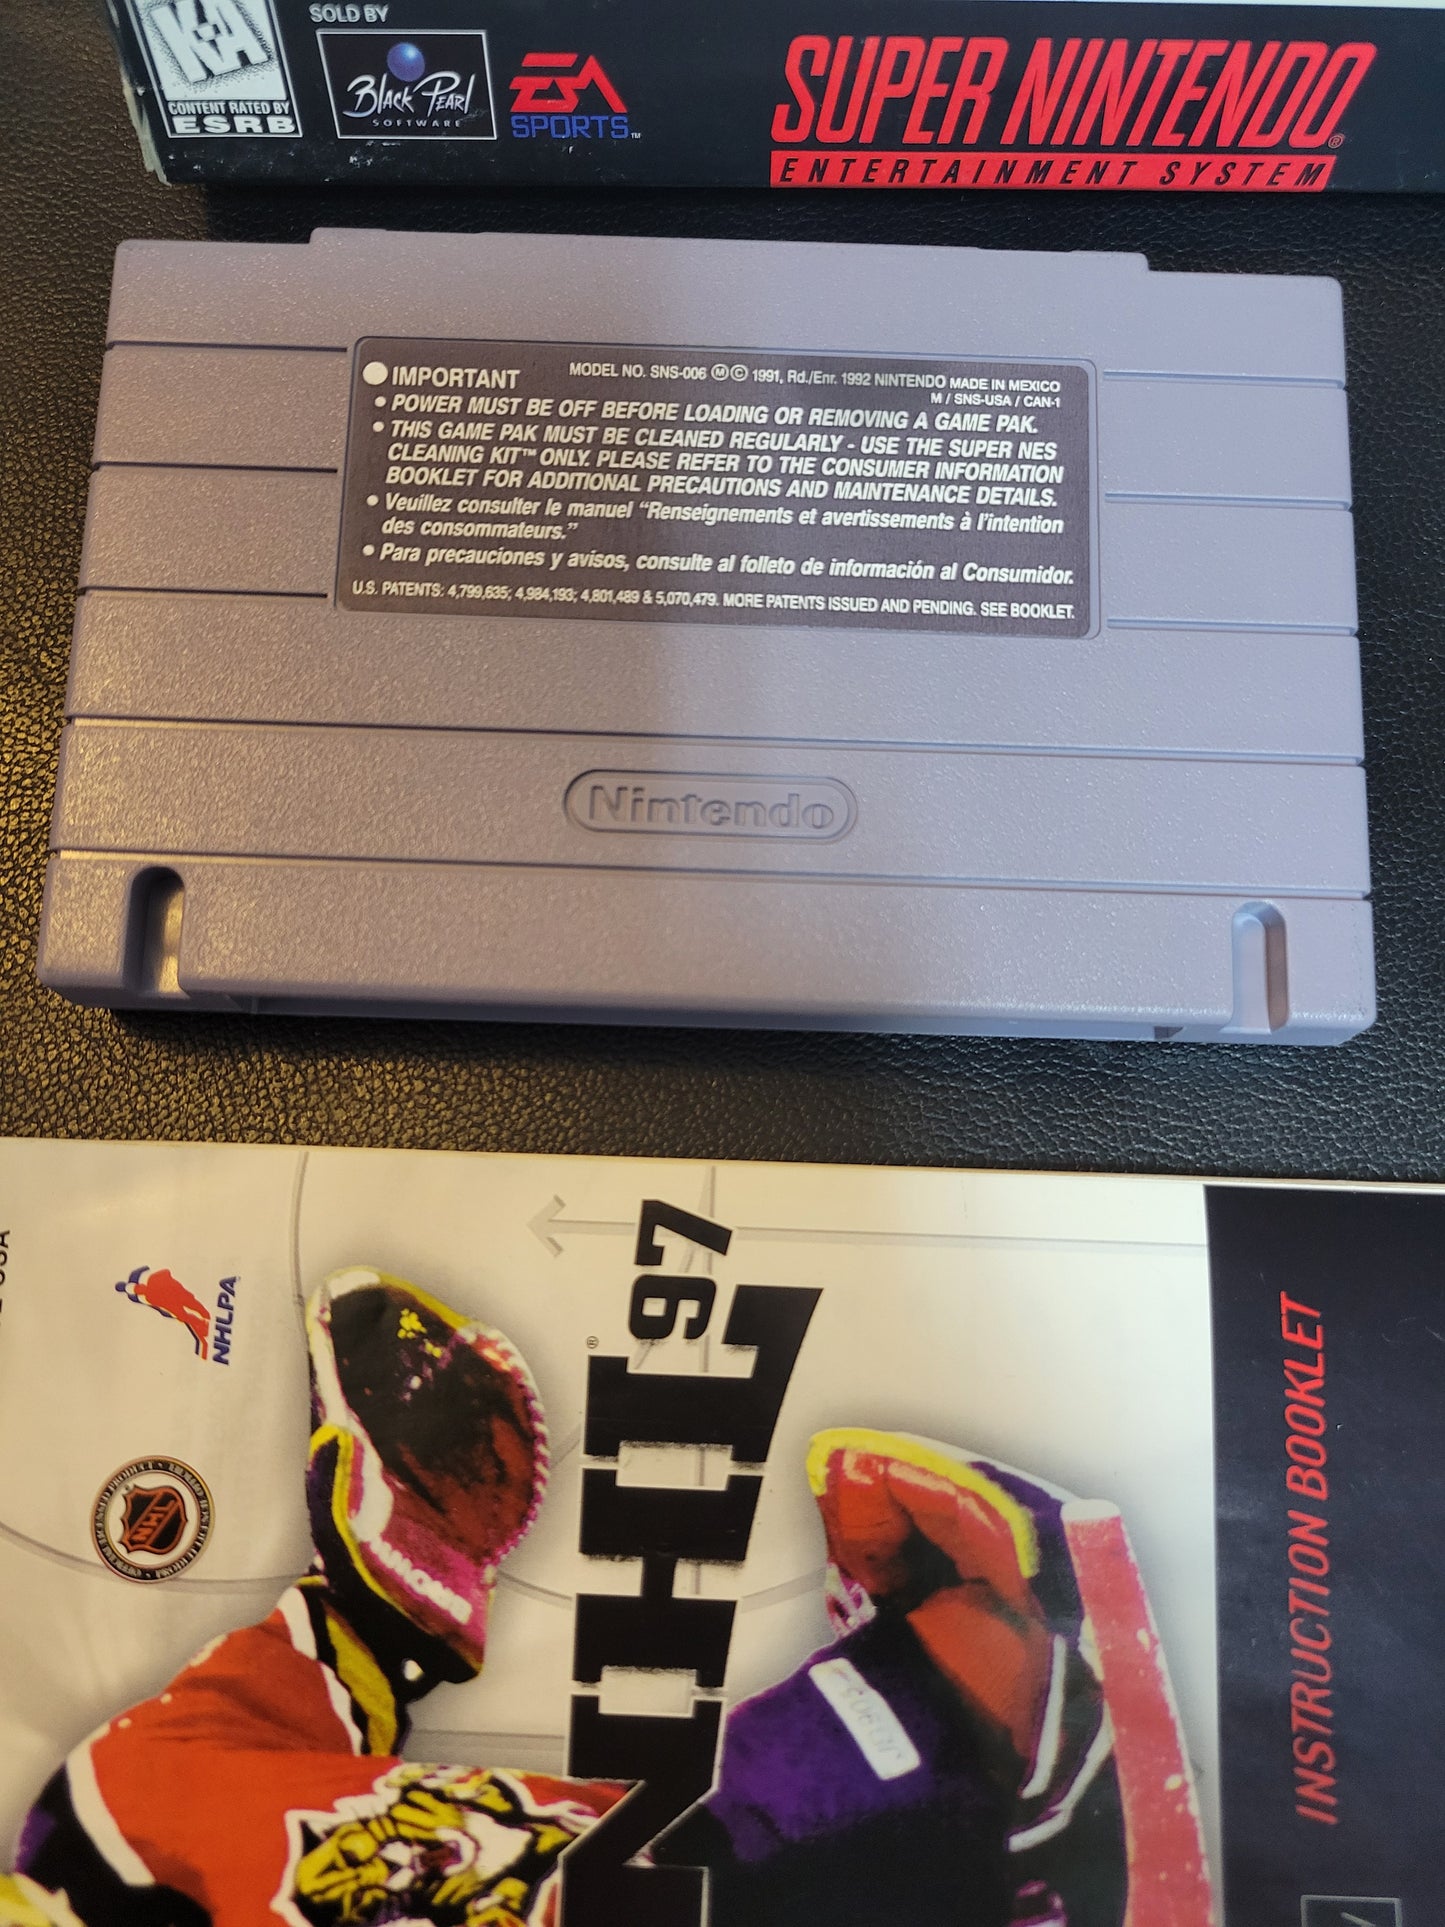 SOLD BY
KA
CONTENT RATED BY
ESRB
Black Pearl
SOFTWARE
EA
SPORTS™
SUPER NINTENDO®
ENTERTAINMENT SYSTEM
IMPORTANT
MODEL NO. SNS-006 Ⓜ © 1991, Rd./Enr. 1992 NINTENDO MADE IN MEXICO
M / SNS-USA / CAN-1
• POWER MUST BE OFF BEFORE LOADING OR REMOVING A GAME PAK.
• THIS GAME PAK MUST BE CLEANED REGULARLY - USE THE SUPER NES
CLEANING KIT™ ONLY. PLEASE REFER TO THE CONSUMER INFORMATION
BOOKLET FOR ADDITIONAL PRECAUTIONS AND MAINTENANCE DETAILS.
• Veuillez consulter le manuel “Renseignements et avertissements à l'intention
des consommateurs.”
• Para precauciones y avisos, consulte al folleto de información al Consumidor.
U.S. PATENTS: 4,799,635; 4,984,193; 4,801,489 & 5,070,479. MORE PATENTS ISSUED AND PENDING. SEE BOOKLET.
Nintendo
USA
NHLPA
NHL
NHL® 97
INSTRUCTION BOOKLET